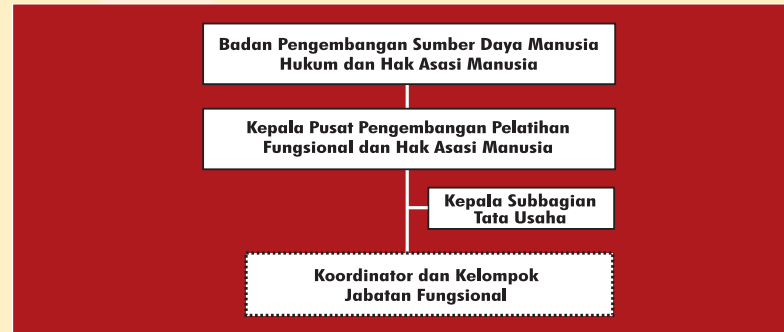 Badan Pengembangan Sumber Daya Manusia
Hukum dan Hak Asasi Manusia
Kepala Pusat Pengembangan Pelatihan
Fungsional dan Hak Asasi Manusia
Kepala Subbagian
Tata Usaha
Koordinator dan Kelompok
Jabatan Fungsional